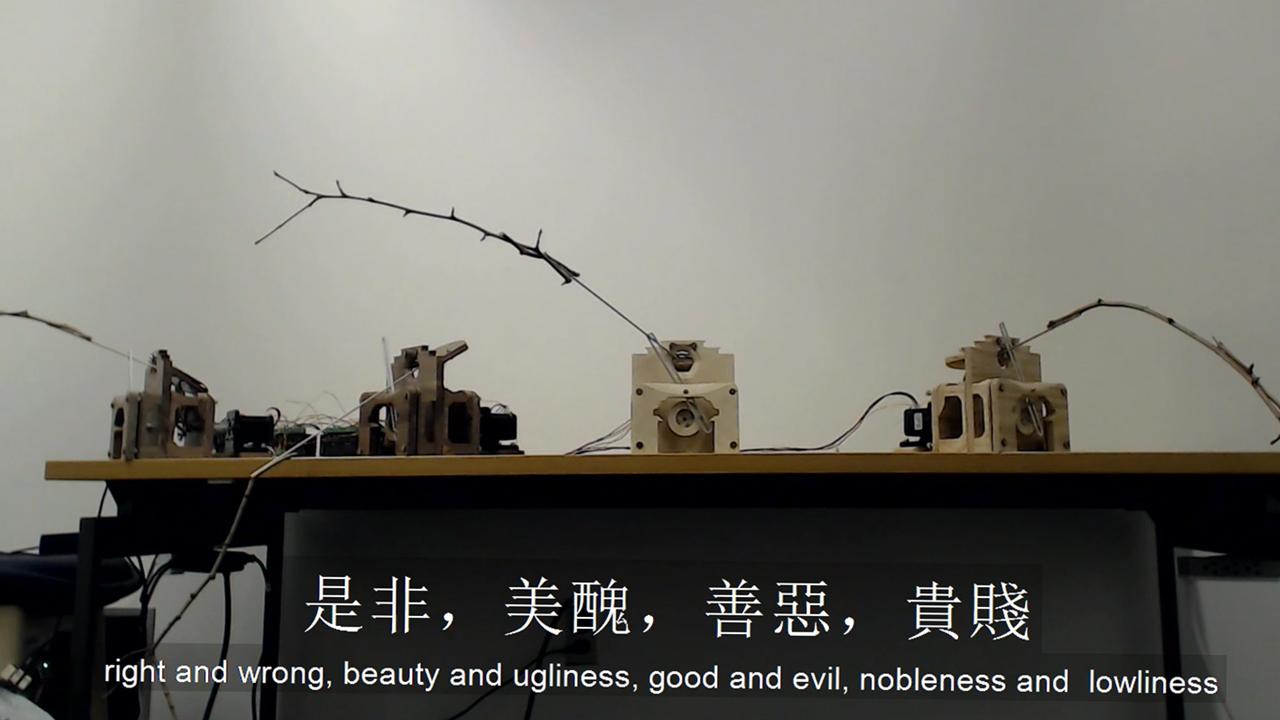 是非，美醜，善惡，貴賤
right and wrong, beauty and ugliness, good and evil, nobleness and  lowliness